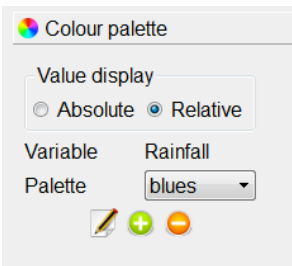 Colour palette
Value display
Absolute Relative
Variable Rainfall
Palette blues